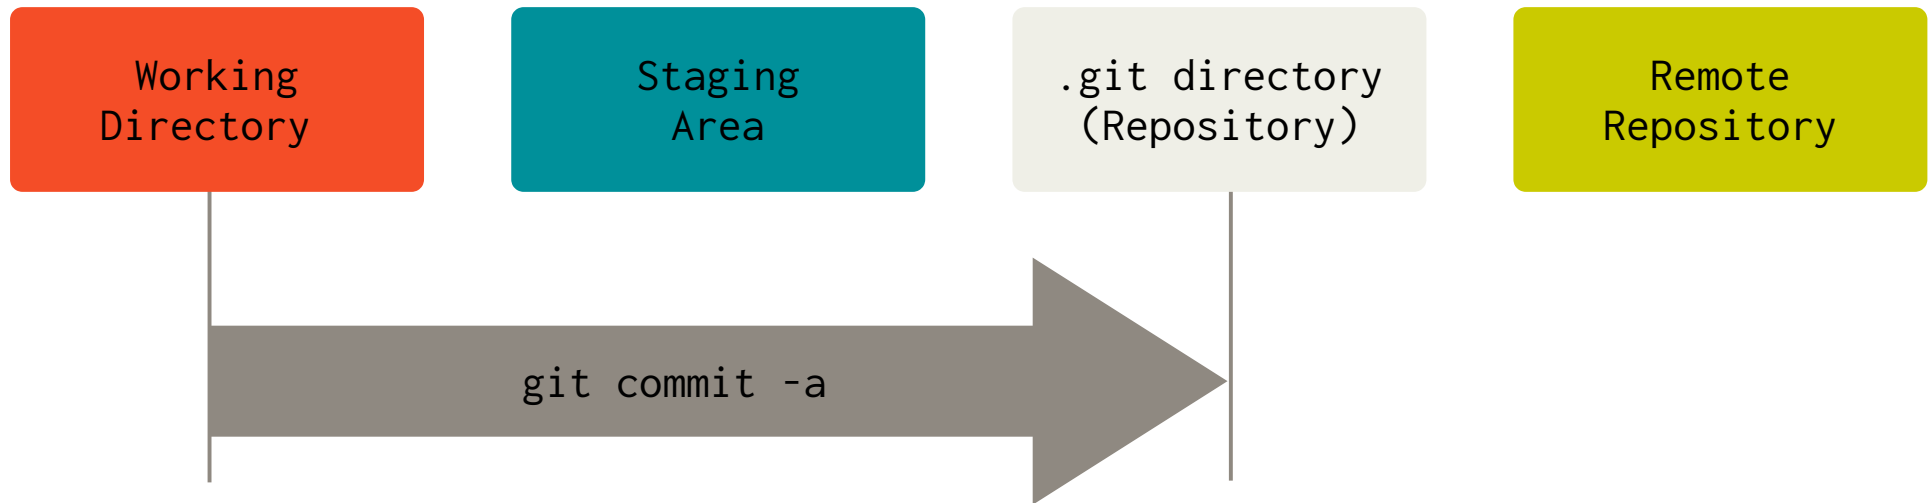 Working
Directory
Staging
Area
.git directory
(Repository)
Remote
Repository
git commit -a